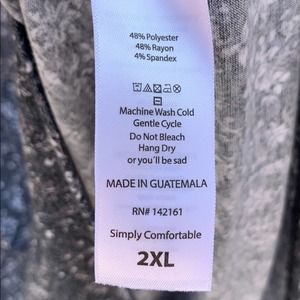 48% Polyester
48% Rayon
4% Spandex
Machine Wash Cold
Gentle Cycle
Do Not Bleach
Hang Dry
or you´ll be sad
MADE IN GUATEMALA
RN# 142161
Simply Comfortable
2XL